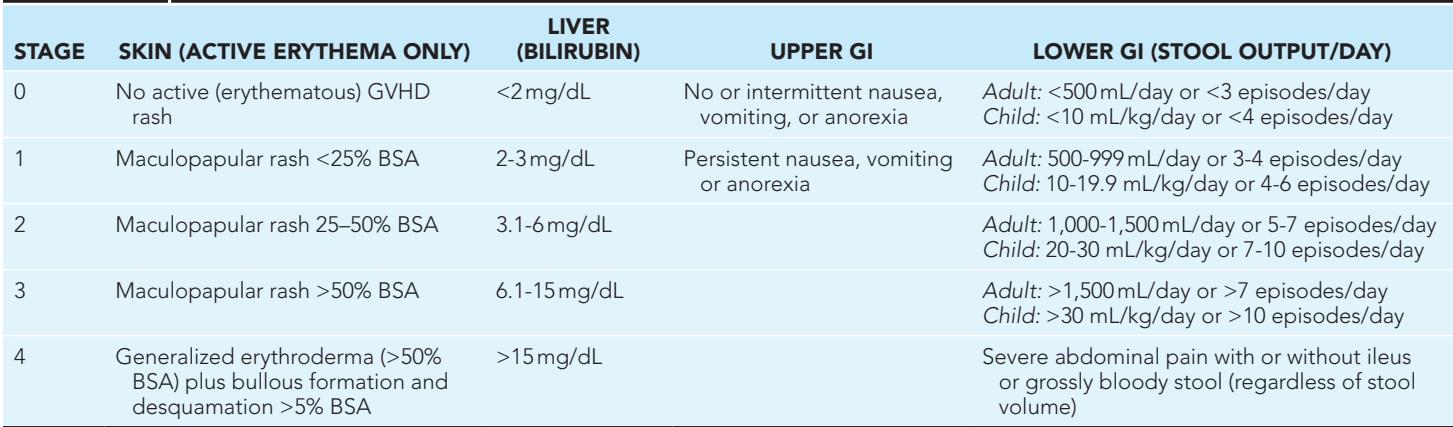 STAGE SKIN (ACTIVE ERYTHEMA ONLY) LIVER (BILIRUBIN) UPPER GI LOWER GI (STOOL OUTPUT/DAY)
0 No active (erythematous) GVHD <2 mg/dL No or intermittent nausea, Adult: <500 mL/day or <3 episodes/day
rash vomiting, or anorexia Child: <10 mL/kg/day or <4 episodes/day
1 Maculopapular rash <25% BSA 2-3 mg/dL Persistent nausea, vomiting Adult: 500-999 mL/day or 3-4 episodes/day
or anorexia Child: 10-19.9 mL/kg/day or 4-6 episodes/day
2 Maculopapular rash 25–50% BSA 3.1-6 mg/dL Adult: 1,000-1,500 mL/day or 5-7 episodes/day
Child: 20-30 mL/kg/day or 7-10 episodes/day
3 Maculopapular rash >50% BSA 6.1-15 mg/dL Adult: >1,500 mL/day or >7 episodes/day
Child: >30 mL/kg/day or >10 episodes/day
4 Generalized erythroderma (>50% >15 mg/dL Severe abdominal pain with or without ileus
BSA) plus bullous formation and or grossly bloody stool (regardless of stool
desquamation >5% BSA volume)